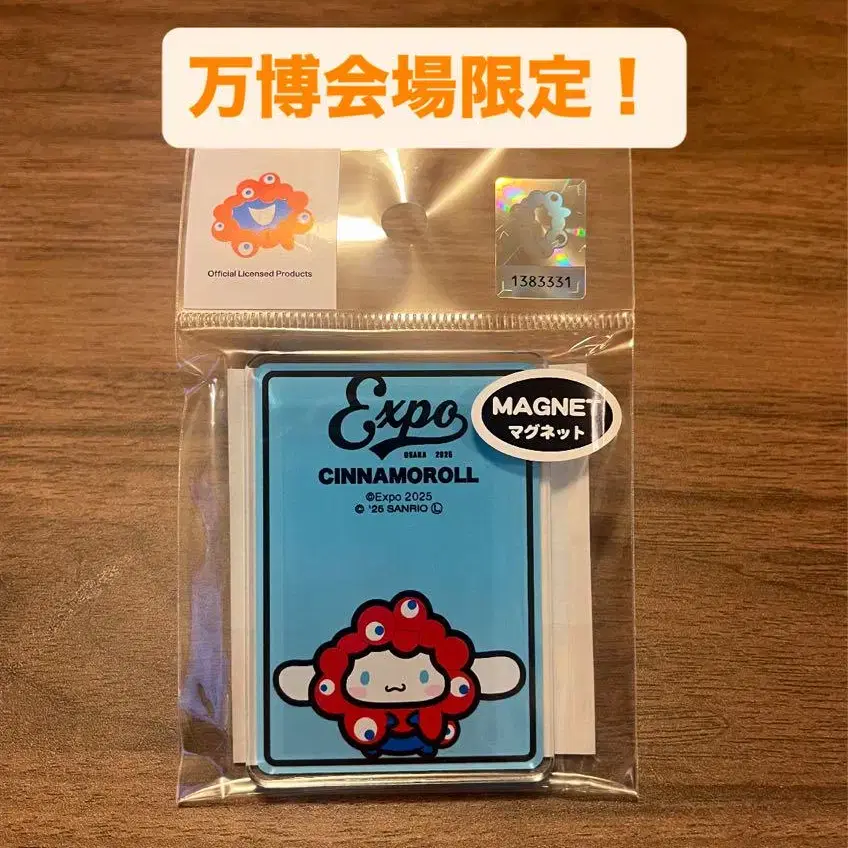 万博会場限定！
Official Licensed Products
1383331
MAGNET
マグネット
Expo
OSAKA 2025
CINNAMOROLL
©Expo 2025
© '25 SANRIO Ⓛ